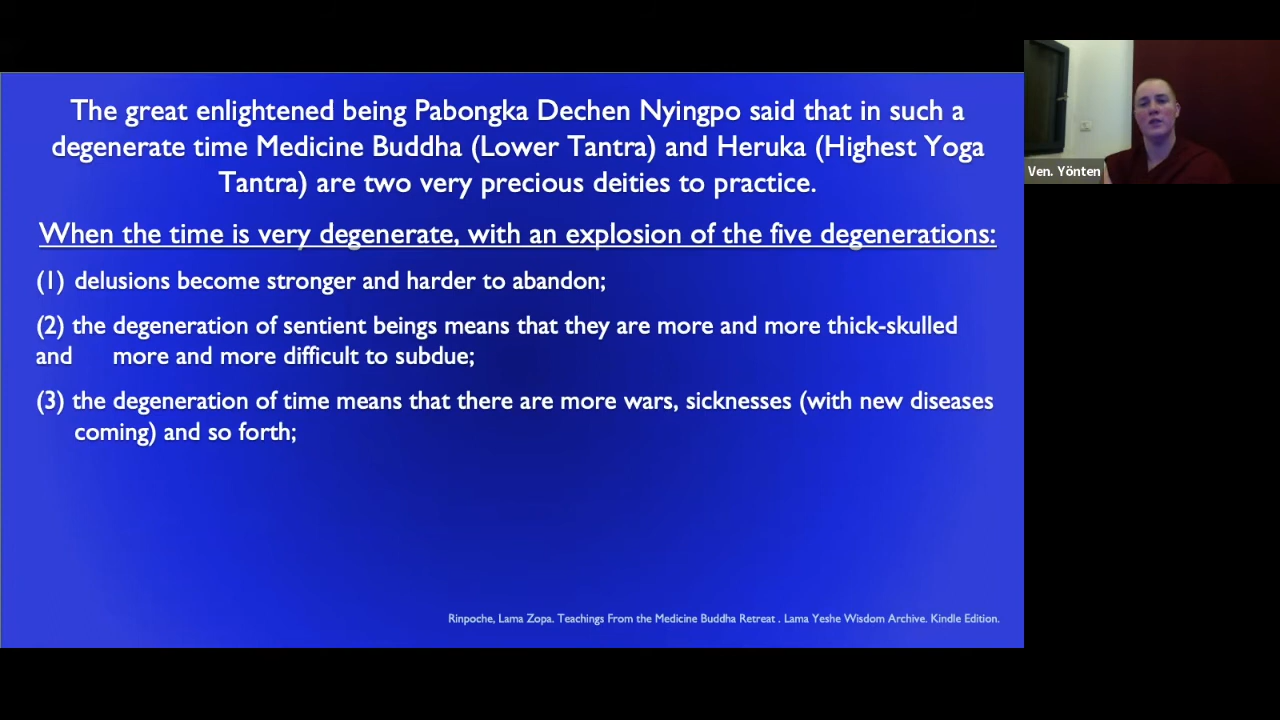 The great enlightened being Pabongka Dechen Nyingpo said that in such a
degenerate time Medicine Buddha (Lower Tantra) and Heruka (Highest Yoga
Tantra) are two very precious deities to practice.
When the time is very degenerate, with an explosion of the five degenerations:
(1) delusions become stronger and harder to abandon;
(2) the degeneration of sentient beings means that they are more and more thick-skulled
and more and more difficult to subdue;
(3) the degeneration of time means that there are more wars, sicknesses (with new diseases
coming) and so forth;
Rinpoche, Lama Zopa. Teachings From the Medicine Buddha Retreat . Lama Yeshe Wisdom Archive. Kindle Edition.
Ven. Yönten